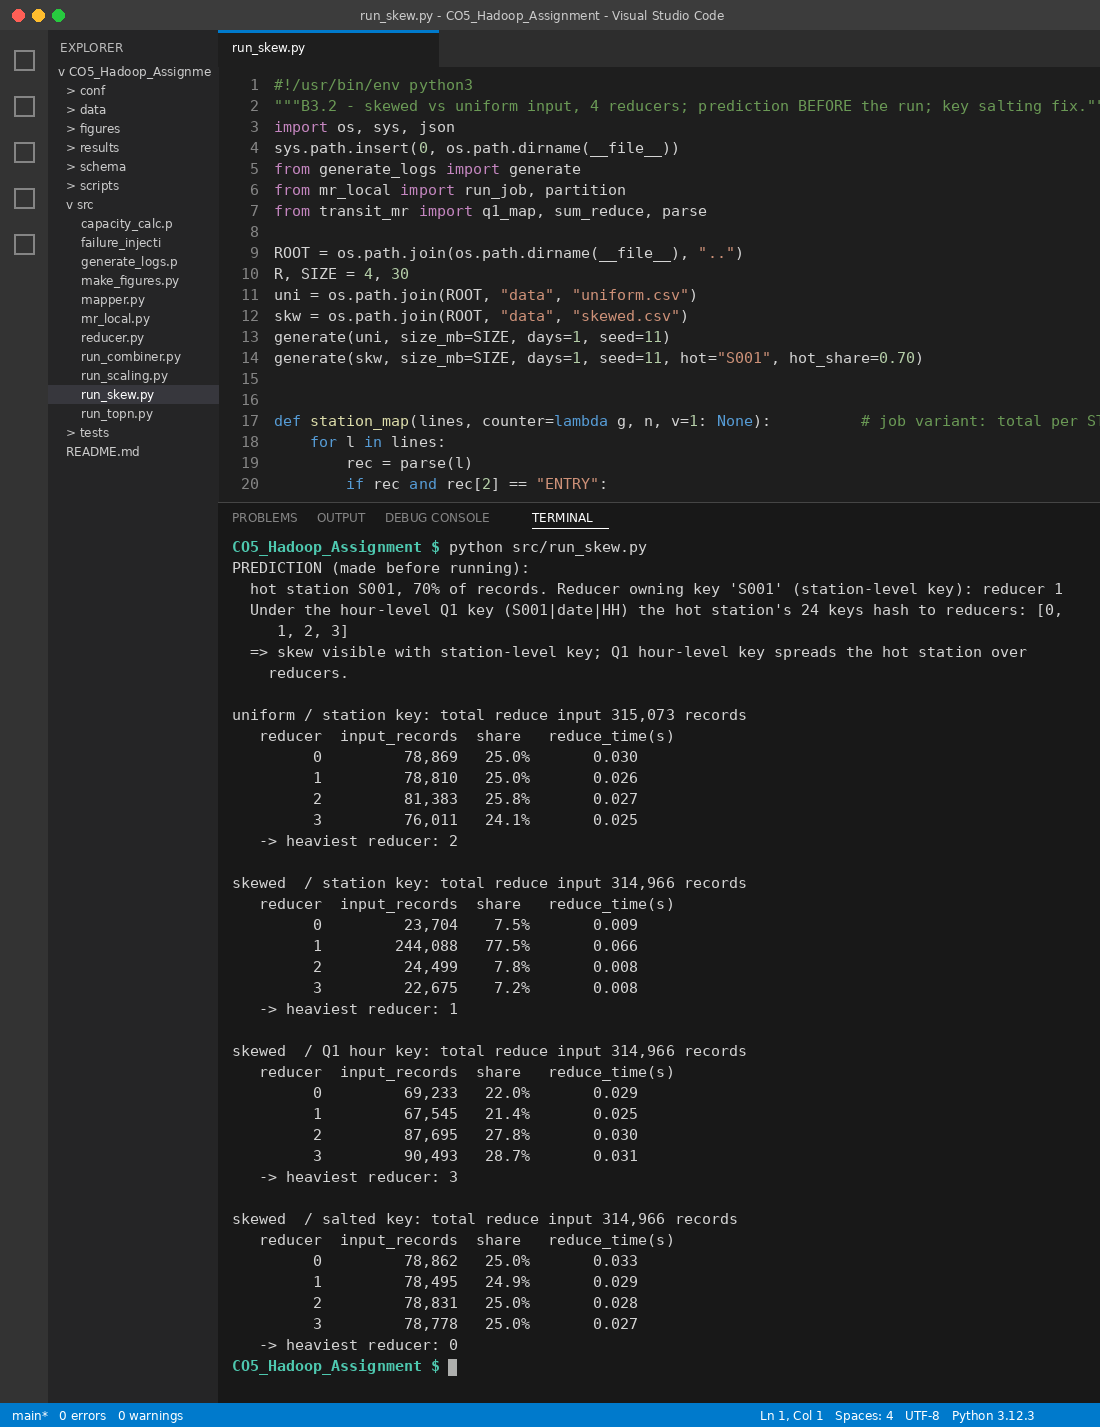 run_skew.py - CO5_Hadoop_Assignment - Visual Studio Code
EXPLORER
v CO5_Hadoop_Assignme
> conf
> data
> figures
> results
> schema
> scripts
v src
capacity_calc.p
failure_injecti
generate_logs.p
make_figures.py
mapper.py
mr_local.py
reducer.py
run_combiner.py
run_scaling.py
run_skew.py
run_topn.py
> tests
README.md
run_skew.py
1 #!/usr/bin/env python3
2 """B3.2 - skewed vs uniform input, 4 reducers; prediction BEFORE the run; key salting fix.""
3 import os, sys, json
4 sys.path.insert(0, os.path.dirname(__file__))
5 from generate_logs import generate
6 from mr_local import run_job, partition
7 from transit_mr import q1_map, sum_reduce, parse
8
9 ROOT = os.path.join(os.path.dirname(__file__), "..")
10 R, SIZE = 4, 30
11 uni = os.path.join(ROOT, "data", "uniform.csv")
12 skw = os.path.join(ROOT, "data", "skewed.csv")
13 generate(uni, size_mb=SIZE, days=1, seed=11)
14 generate(skw, size_mb=SIZE, days=1, seed=11, hot="S001", hot_share=0.70)
15
16
17 def station_map(lines, counter=lambda g, n, v=1: None):          # job variant: total per ST
18     for l in lines:
19         rec = parse(l)
20         if rec and rec[2] == "ENTRY":
PROBLEMS OUTPUT DEBUG CONSOLE TERMINAL
CO5_Hadoop_Assignment $ python src/run_skew.py
PREDICTION (made before running):
  hot station S001, 70% of records. Reducer owning key 'S001' (station-level key): reducer 1
  Under the hour-level Q1 key (S001|date|HH) the hot station's 24 keys hash to reducers: [0,
     1, 2, 3]
  => skew visible with station-level key; Q1 hour-level key spreads the hot station over
    reducers.
uniform / station key: total reduce input 315,073 records
   reducer  input_records  share   reduce_time(s)
         0         78,869   25.0%       0.030
         1         78,810   25.0%       0.026
         2         81,383   25.8%       0.027
         3         76,011   24.1%       0.025
   -> heaviest reducer: 2
skewed  / station key: total reduce input 314,966 records
   reducer  input_records  share   reduce_time(s)
         0         23,704    7.5%       0.009
         1        244,088   77.5%       0.066
         2         24,499    7.8%       0.008
         3         22,675    7.2%       0.008
   -> heaviest reducer: 1
skewed  / Q1 hour key: total reduce input 314,966 records
   reducer  input_records  share   reduce_time(s)
         0         69,233   22.0%       0.029
         1         67,545   21.4%       0.025
         2         87,695   27.8%       0.030
         3         90,493   28.7%       0.031
   -> heaviest reducer: 3
skewed  / salted key: total reduce input 314,966 records
   reducer  input_records  share   reduce_time(s)
         0         78,862   25.0%       0.033
         1         78,495   24.9%       0.029
         2         78,831   25.0%       0.028
         3         78,778   25.0%       0.027
   -> heaviest reducer: 0
CO5_Hadoop_Assignment $
main* 0 errors 0 warnings Ln 1, Col 1 Spaces: 4 UTF-8 Python 3.12.3